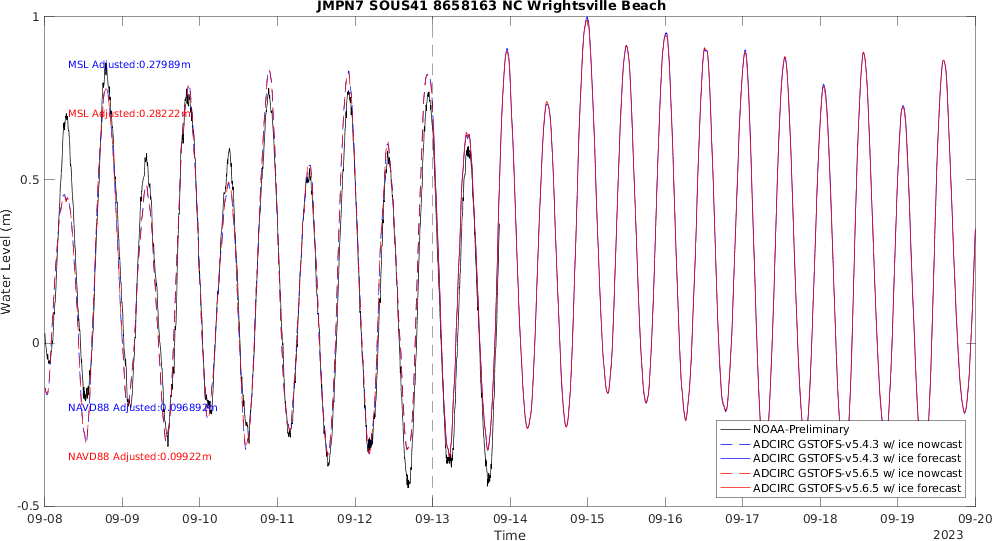 JMPN7 SOUS41 8658163 NC Wrightsville Beach
1
0.5
0
-0.5
Water Level (m)
MSL Adjusted:0.27989m
MSL Adjusted:0.28222m
NAVD88 Adjusted:0.096892m
NAVD88 Adjusted:0.09922m
NOAA-Preliminary
ADCIRC GSTOFS-v5.4.3 w/ ice nowcast
ADCIRC GSTOFS-v5.4.3 w/ ice forecast
ADCIRC GSTOFS-v5.6.5 w/ ice nowcast
ADCIRC GSTOFS-v5.6.5 w/ ice forecast
09-08 09-09 09-10 09-11 09-12 09-13 09-14 09-15 09-16 09-17 09-18 09-19 09-20
Time
2023